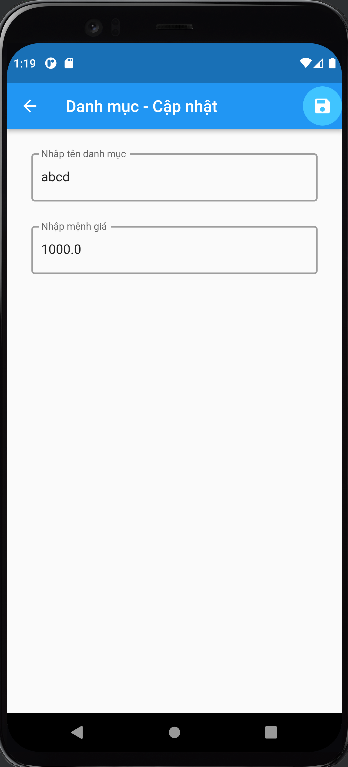 1:19
Danh mục - Cập nhật
Nhập tên danh mục
abcd
Nhập mệnh giá
1000.0